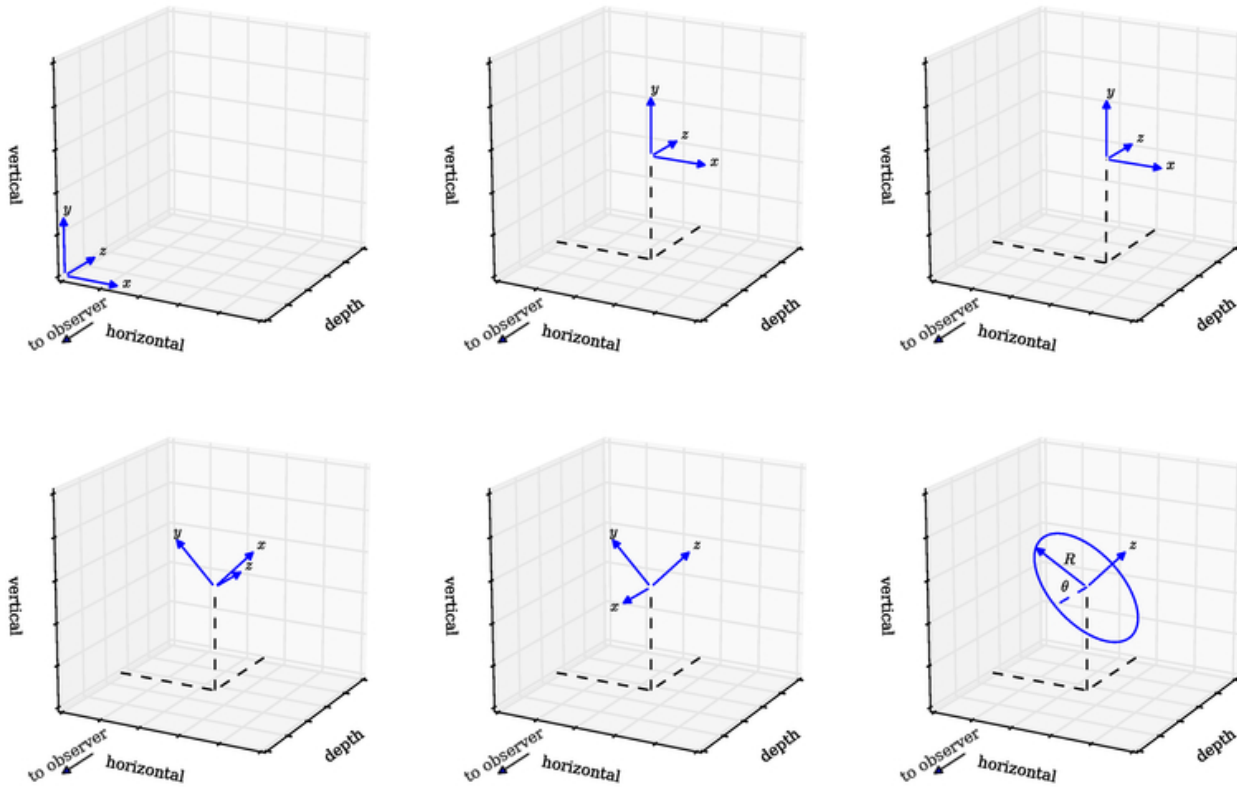 vertical
y
z
x
to observer
horizontal
depth
vertical
y
z
x
to observer
horizontal
depth
vertical
y
z
x
to observer
horizontal
depth
vertical
y
x
z
to observer
horizontal
depth
vertical
y
z
x
to observer
horizontal
depth
vertical
R
z
θ
to observer
horizontal
depth